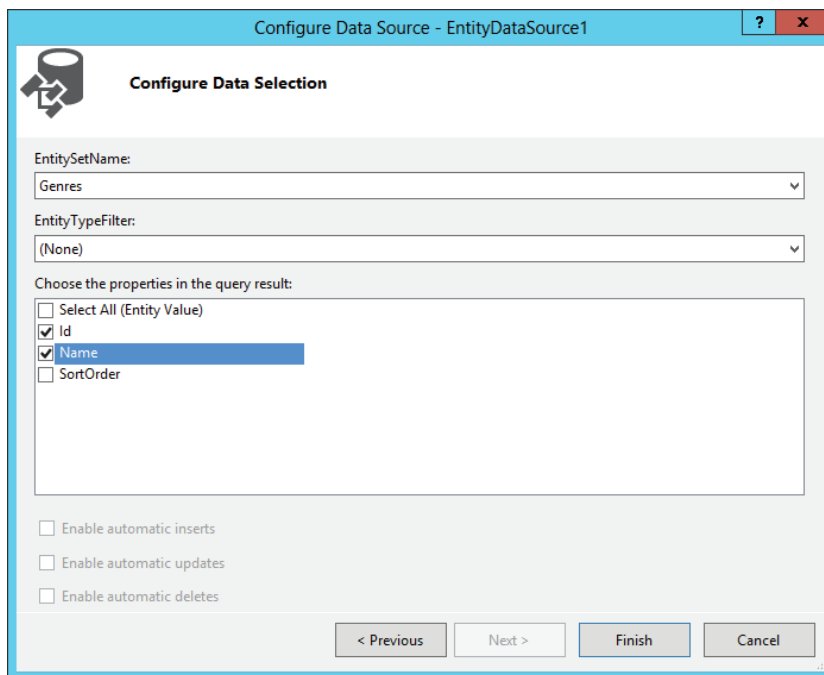 Configure Data Source - EntityDataSource1
? x
Configure Data Selection
EntitySetName:
Genres
EntityTypeFilter:
(None)
Choose the properties in the query result:
Select All (Entity Value)
Id
Name
SortOrder
Enable automatic inserts
Enable automatic updates
Enable automatic deletes
< Previous Next > Finish Cancel